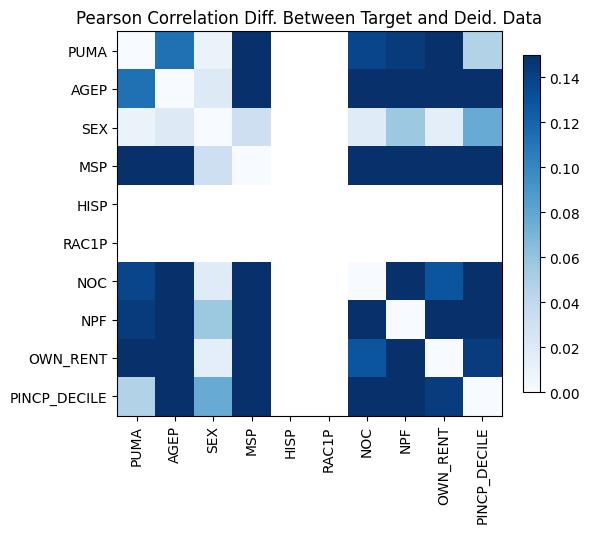 Pearson Correlation Diff. Between Target and Deid. Data
PUMA
AGEP
SEX
MSP
HISP
RAC1P
NOC
NPF
OWN_RENT
PINCP_DECILE
0.14
0.12
0.10
0.08
0.06
0.04
0.02
0.00
PUMA
AGEP
SEX
MSP
HISP
RAC1P
NOC
NPF
OWN_RENT
PINCP_DECILE